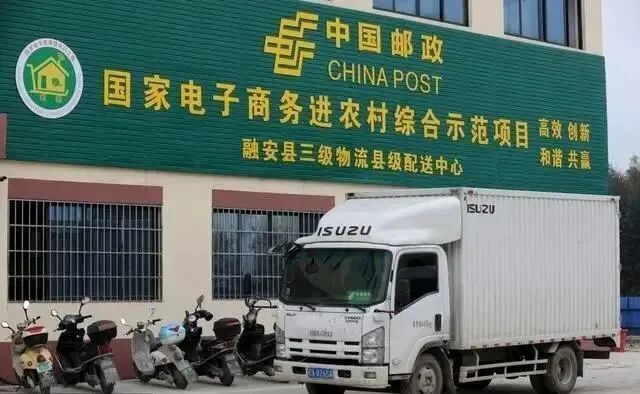 中国邮政
CHINA POST
国家电子商务进农村综合示范项目
高效 创新
和谐 共赢
融安县三级物流县级配送中心
ISUZU
ISUZU